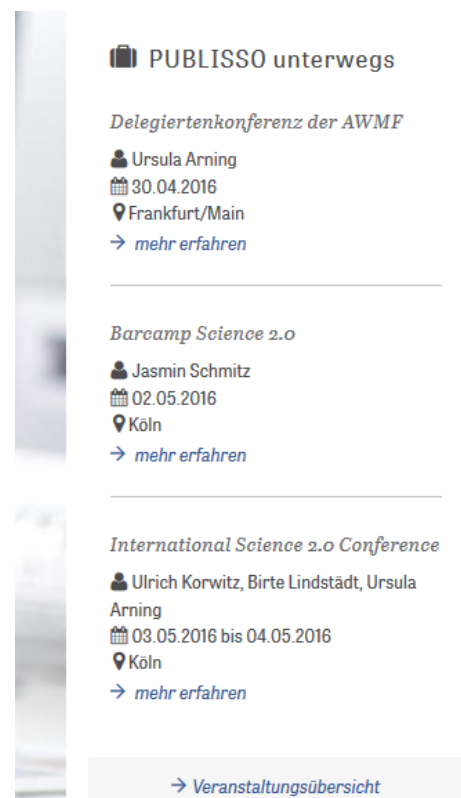 PUBLISSO unterwegs
Delegiertenkonferenz der AWMF
Ursula Arning
30.04.2016
Frankfurt/Main
→ mehr erfahren
Barcamp Science 2.0
Jasmin Schmitz
02.05.2016
Köln
→ mehr erfahren
International Science 2.0 Conference
Ulrich Korwitz, Birte Lindstädt, Ursula
Arning
03.05.2016 bis 04.05.2016
Köln
→ mehr erfahren
→ Veranstaltungsübersicht